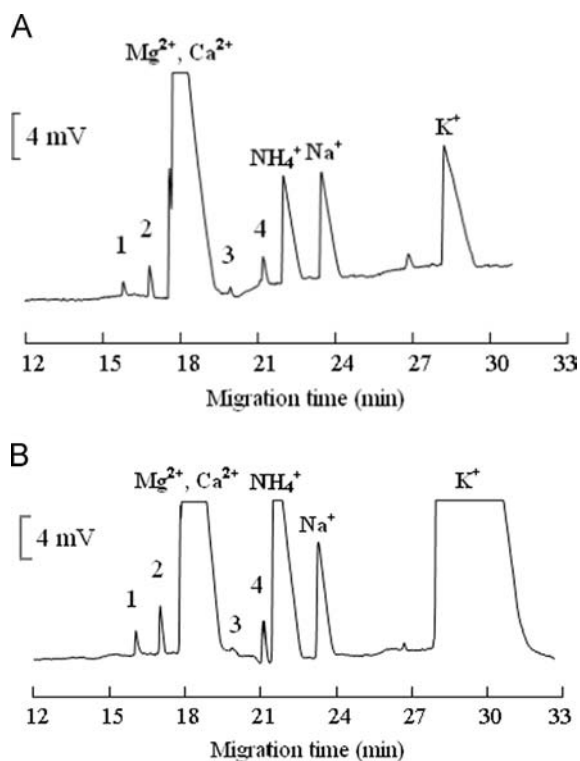 A
Mg²⁺, Ca²⁺
4 mV
K⁺
NH₄⁺ Na⁺
1 2 3 4
12 15 18 21 24 27 30 33
Migration time (min)
B
Mg²⁺, Ca²⁺ NH₄⁺ K⁺
4 mV
Na⁺
1 2 3 4
12 15 18 21 24 27 30 33
Migration time (min)